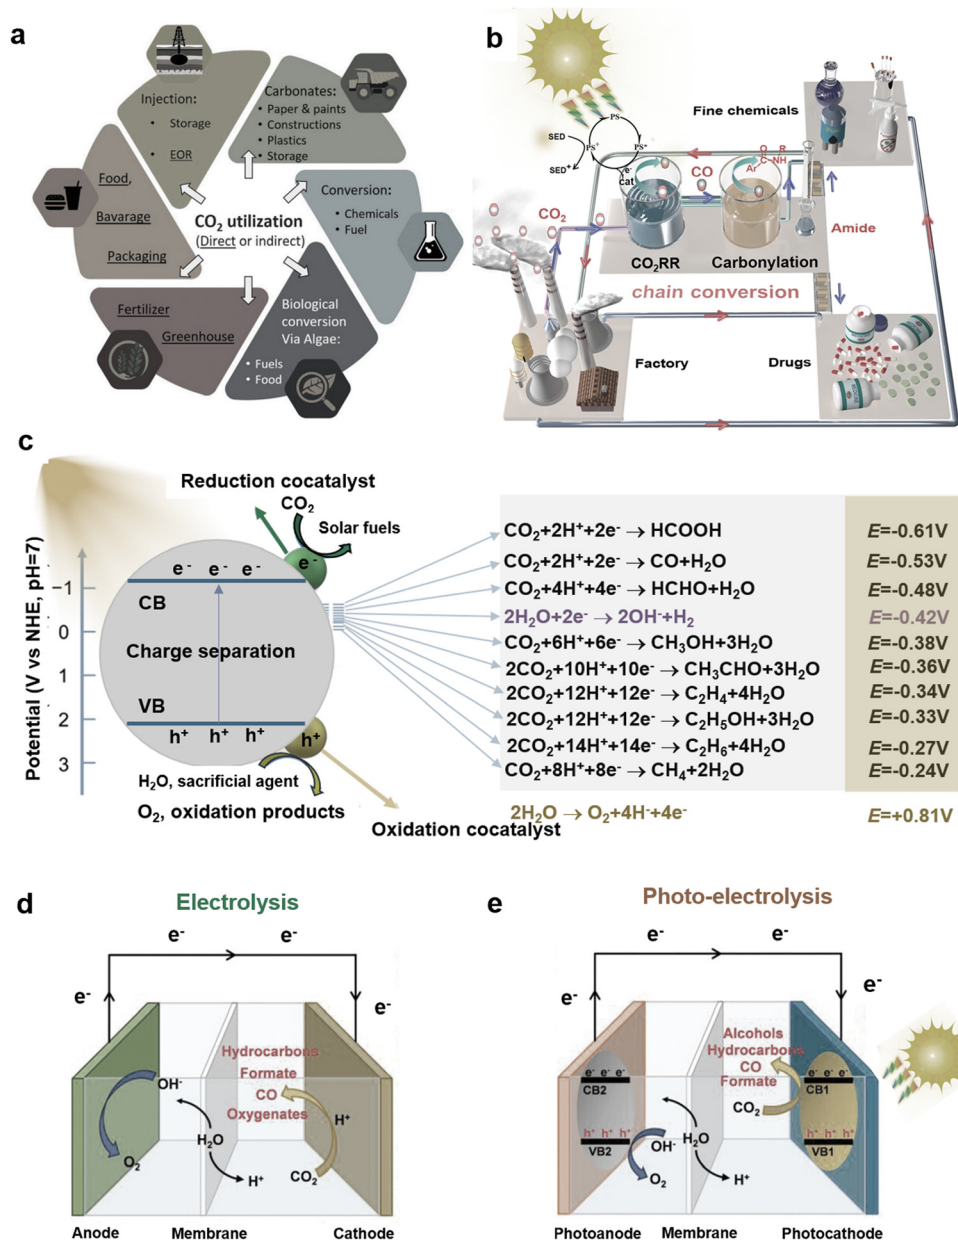 a
Injection:
• Storage
• EOR
Carbonates:
• Paper & paints
• Constructions
• Plastics
• Storage
Food,
Bavarage
Packaging
CO₂ utilization
(Direct or indirect)
Conversion:
• Chemicals
• Fuel
Fertilizer
Greenhouse
Biological
conversion
Via Algae:
• Fuels
• Food
b
Fine chemicals
PS
SED
PS⁺
PS*
SED⁺
e⁻
cat
CO
O
R
Ar
C
NH
CO₂
Amide
CO₂RR
Carbonylation
chain conversion
Factory
Drugs
c
Reduction cocatalyst
CO₂
Solar fuels
e⁻
Potential (V vs NHE, pH=7)
-1
0
1
2
3
e⁻ e⁻ e⁻
CB
Charge separation
VB
h⁺ h⁺ h⁺
h⁺
H₂O, sacrificial agent
O₂, oxidation products
Oxidation cocatalyst
CO₂+2H⁺+2e⁻ → HCOOH E=-0.61V
CO₂+2H⁺+2e⁻ → CO+H₂O E=-0.53V
CO₂+4H⁺+4e⁻ → HCHO+H₂O E=-0.48V
2H₂O+2e⁻ → 2OH⁻+H₂ E=-0.42V
CO₂+6H⁺+6e⁻ → CH₃OH+3H₂O E=-0.38V
2CO₂+10H⁺+10e⁻ → CH₃CHO+3H₂O E=-0.36V
2CO₂+12H⁺+12e⁻ → C₂H₄+4H₂O E=-0.34V
2CO₂+12H⁺+12e⁻ → C₂H₅OH+3H₂O E=-0.33V
2CO₂+14H⁺+14e⁻ → C₂H₆+4H₂O E=-0.27V
CO₂+8H⁺+8e⁻ → CH₄+2H₂O E=-0.24V
2H₂O → O₂+4H⁺+4e⁻ E=+0.81V
d
Electrolysis
e⁻ e⁻
e⁻ e⁻
Hydrocarbons
Formate
CO
Oxygenates
OH⁻
H⁺
H₂O
O₂
H⁺
CO₂
Anode Membrane Cathode
e
Photo-electrolysis
e⁻ e⁻
e⁻ e⁻
Alcohols
Hydrocarbons
CO
Formate
e⁻ e⁻ e⁻
CB2
e⁻ e⁻ e⁻
CB1
CO₂
h⁺ h⁺ h⁺
VB2
h⁺ h⁺ h⁺
VB1
OH⁻
H₂O
O₂
H⁺
Photoanode Membrane Photocathode